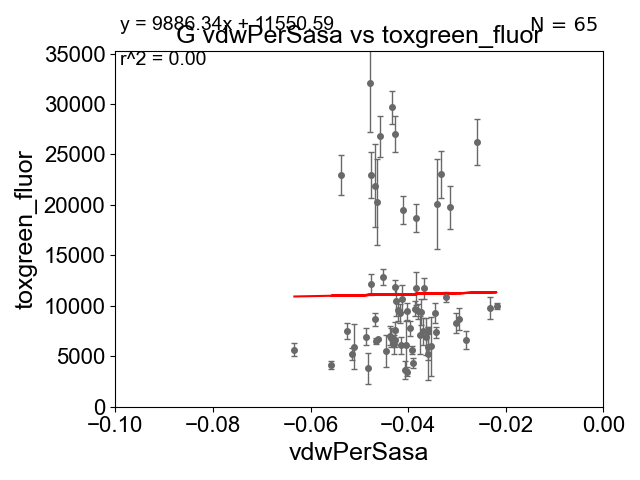 y = 9886.34x + 11550.59
N = 65
G vdwPerSasa vs toxgreen_fluor
r^2 = 0.00
35000
30000
25000
20000
15000
10000
5000
0
toxgreen_fluor
−0.10
−0.08
−0.06
−0.04
−0.02
0.00
vdwPerSasa